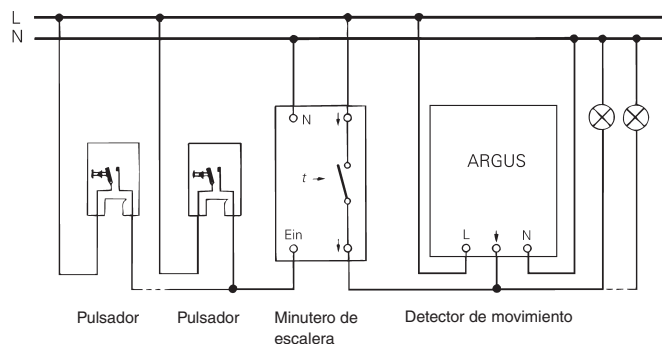 L
N
N
ARGUS
t
Ein
L
N
Pulsador
Pulsador
Minutero de
escalera
Detector de movimiento